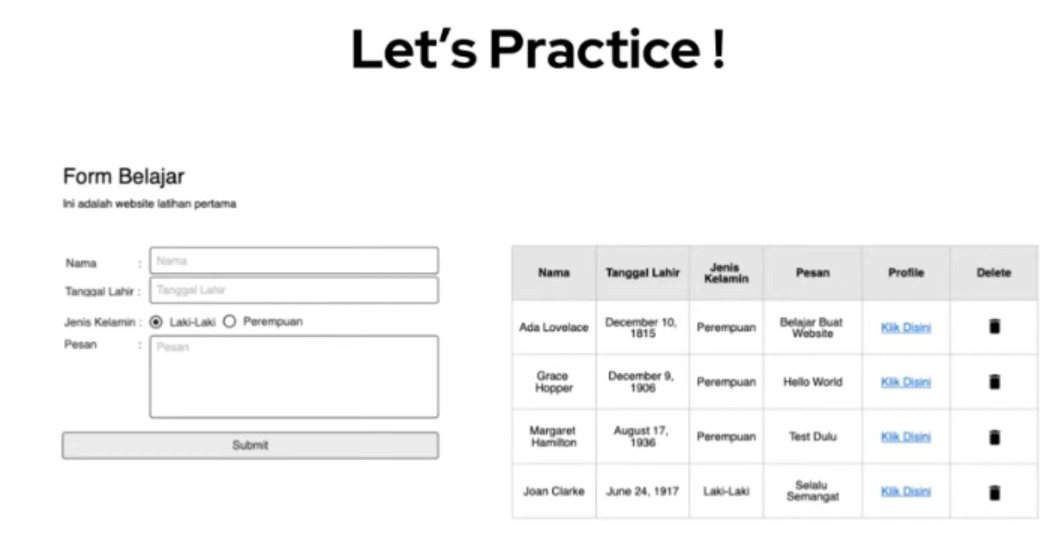 Let's Practice !
Form Belajar
Ini adalah website latihan pertama
Nama : Nama
Tanggal Lahir : Tanggal Lahir
Jenis Kelamin : Laki-Laki Perempuan
Pesan : Pesan
Submit
Nama Tanggal Lahir Jenis Kelamin Pesan Profile Delete
Ada Lovelace December 10, 1815 Perempuan Belajar Buat Website Klik Disini
Grace Hopper December 9, 1906 Perempuan Hello World Klik Disini
Margaret Hamilton August 17, 1936 Perempuan Test Dulu Klik Disini
Joan Clarke June 24, 1917 Laki-Laki Selalu Semangat Klik Disini